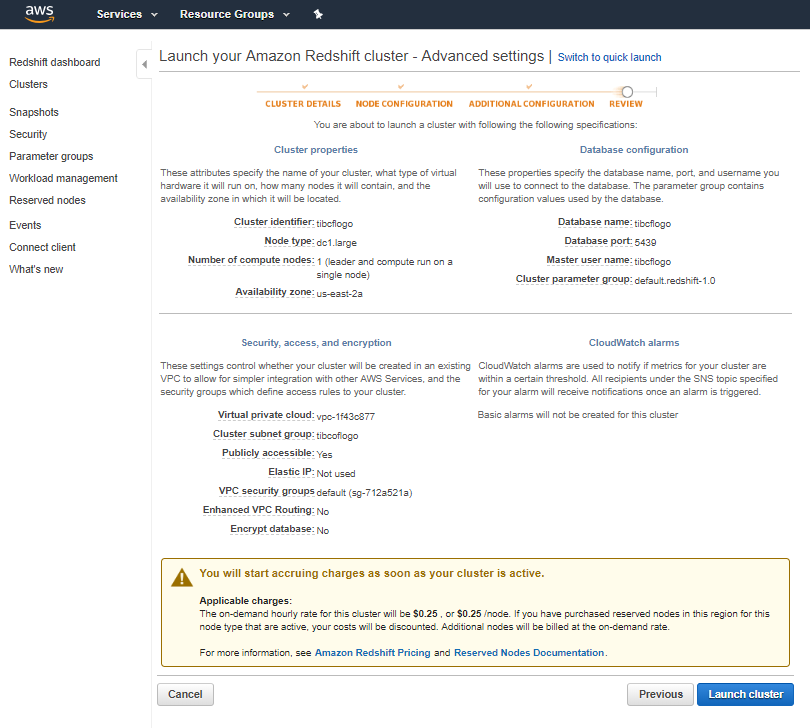 aws
Services
Resource Groups
Redshift dashboard
Clusters
Snapshots
Security
Parameter groups
Workload management
Reserved nodes
Events
Connect client
What's new
Launch your Amazon Redshift cluster - Advanced settings | Switch to quick launch
CLUSTER DETAILS NODE CONFIGURATION ADDITIONAL CONFIGURATION REVIEW
You are about to launch a cluster with following the following specifications:
Cluster properties
These attributes specify the name of your cluster, what type of virtual
hardware it will run on, how many nodes it will contain, and the
availability zone in which it will be located.
Cluster identifier: tibcflogo
Node type: dc1.large
Number of compute nodes: 1 (leader and compute run on a
single node)
Availability zone: us-east-2a
Database configuration
These properties specify the database name, port, and username you
will use to connect to the database. The parameter group contains
configuration values used by the database.
Database name: tibcflogo
Database port: 5439
Master user name: tibcflogo
Cluster parameter group: default.redshift-1.0
Security, access, and encryption
These settings control whether your cluster will be created in an existing
VPC to allow for simpler integration with other AWS Services, and the
security groups which define access rules to your cluster.
Virtual private cloud: vpc-1f43c877
Cluster subnet group: tibcoflogo
Publicly accessible: Yes
Elastic IP: Not used
VPC security groups default (sg-712a521a)
Enhanced VPC Routing: No
Encrypt database: No
CloudWatch alarms
CloudWatch alarms are used to notify if metrics for your cluster are
within a certain threshold. All recipients under the SNS topic specified
for your alarm will receive notifications once an alarm is triggered.
Basic alarms will not be created for this cluster
You will start accruing charges as soon as your cluster is active.
Applicable charges:
The on-demand hourly rate for this cluster will be $0.25 , or $0.25 /node. If you have purchased reserved nodes in this region for this
node type that are active, your costs will be discounted. Additional nodes will be billed at the on-demand rate.
For more information, see Amazon Redshift Pricing and Reserved Nodes Documentation.
Cancel
Previous
Launch cluster